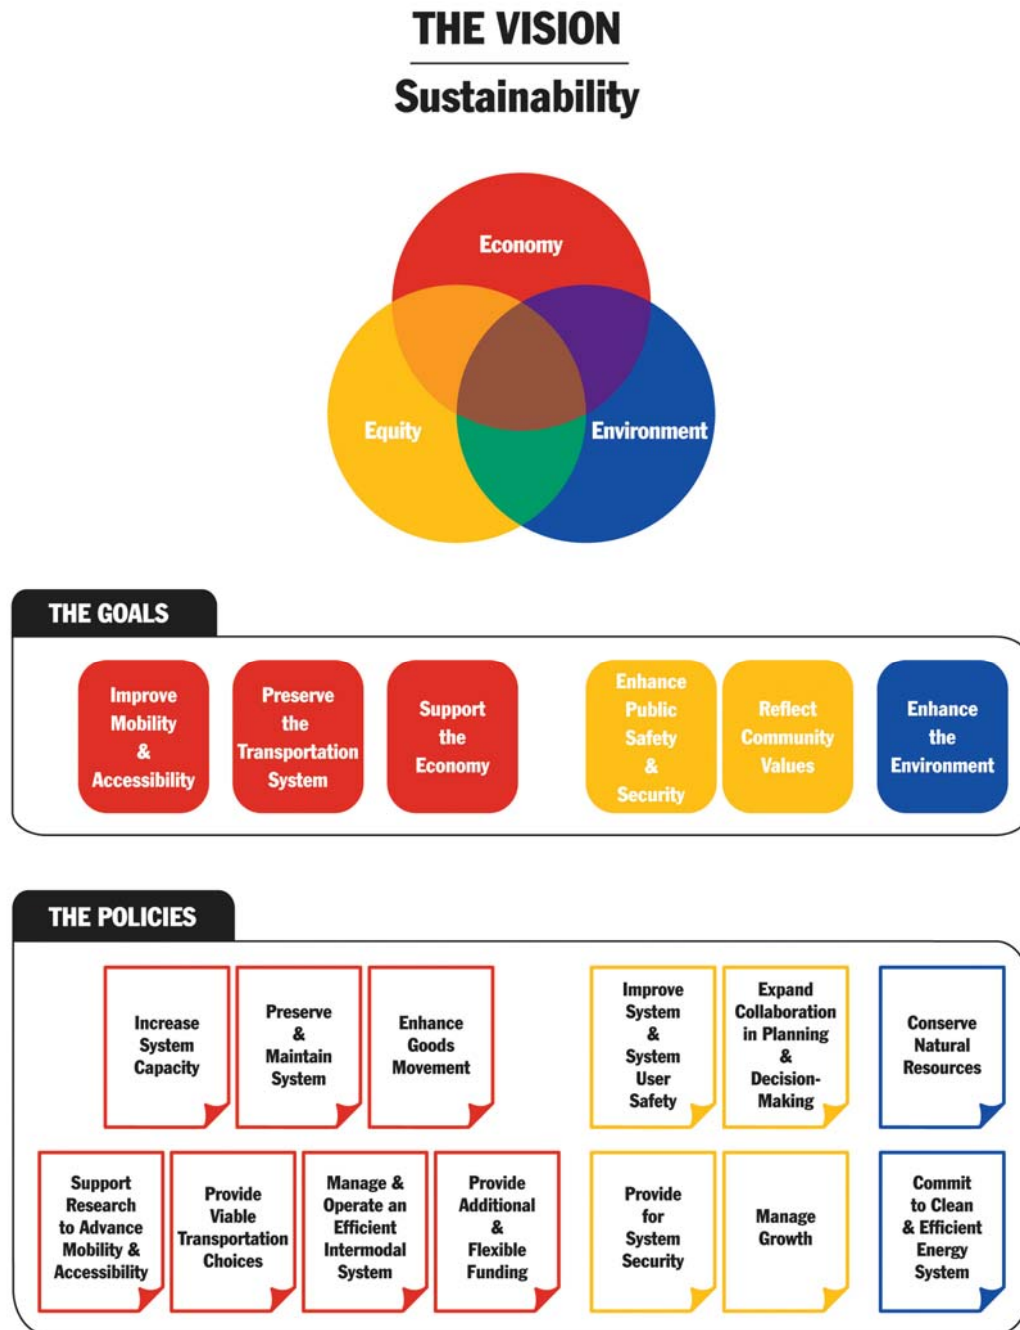 THE VISION
Sustainability
Economy
Equity
Environment
THE GOALS
Improve
Mobility
&
Accessibility
Preserve
the
Transportation
System
Support
the
Economy
Enhance
Public
Safety
&
Security
Reflect
Community
Values
Enhance
the
Environment
THE POLICIES
Increase
System
Capacity
Preserve
&
Maintain
System
Enhance
Goods
Movement
Improve
System
&
System
User
Safety
Expand
Collaboration
in Planning
&
Decision-
Making
Conserve
Natural
Resources
Support
Research
to Advance
Mobility &
Accessibility
Provide
Viable
Transportation
Choices
Manage &
Operate an
Efficient
Intermodal
System
Provide
Additional
&
Flexible
Funding
Provide
for
System
Security
Manage
Growth
Commit
to Clean
& Efficient
Energy
System